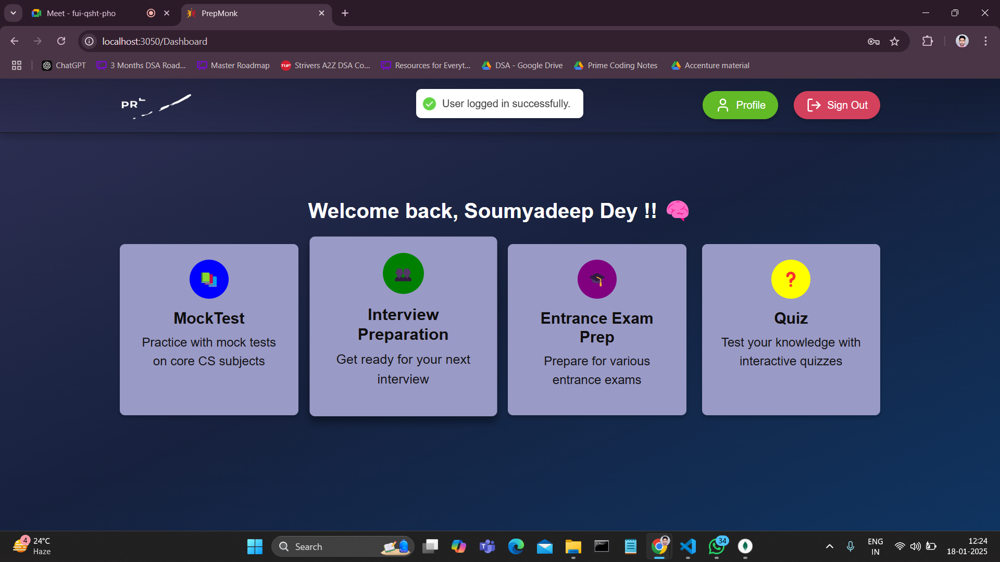 Meet - fui-qsht-pho
PrepMonk
localhost:3050/Dashboard
ChatGPT
3 Months DSA Road...
Master Roadmap
TUF
Strivers A2Z DSA Co...
Resources for Everyt...
DSA - Google Drive
Prime Coding Notes
Accenture material
PR
User logged in successfully.
Profile
Sign Out
Welcome back, Soumyadeep Dey !! 🧠
MockTest
Practice with mock tests
on core CS subjects
Interview
Preparation
Get ready for your next
interview
Entrance Exam
Prep
Prepare for various
entrance exams
?
Quiz
Test your knowledge with
interactive quizzes
4
24°C
Haze
Search
34
ENG
IN
12:24
18-01-2025